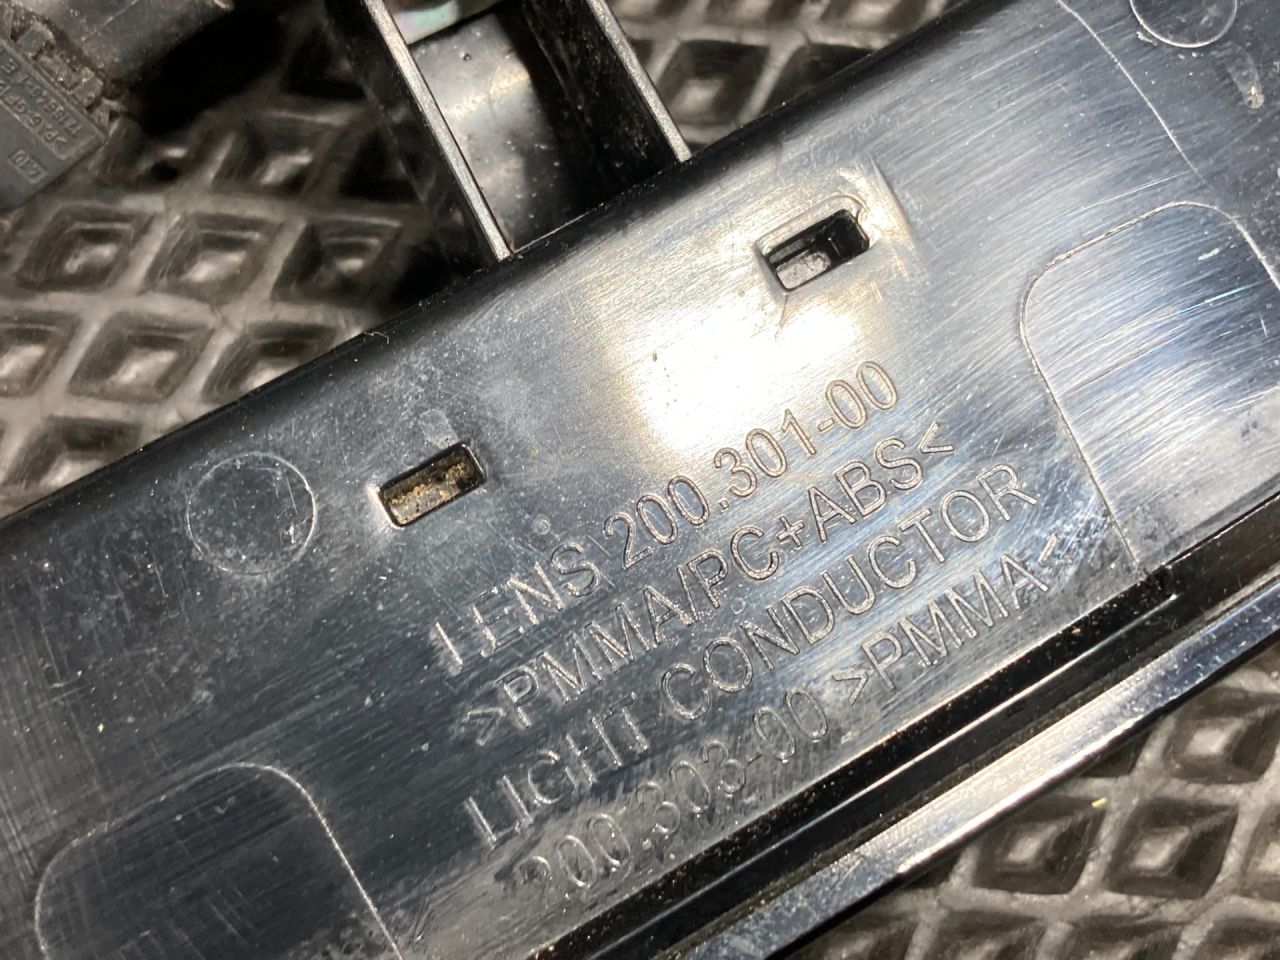 LENS 200.301-00
>PMMA/PC+ABS<
LIGHT CONDUCTOR
200.303-00 >PMMA<